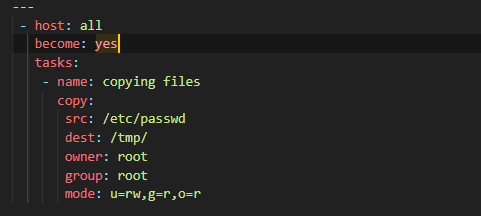 ---
- host: all
become: yes
tasks:
- name: copying files
copy:
src: /etc/passwd
dest: /tmp/
owner: root
group: root
mode: u=rw,g=r,o=r